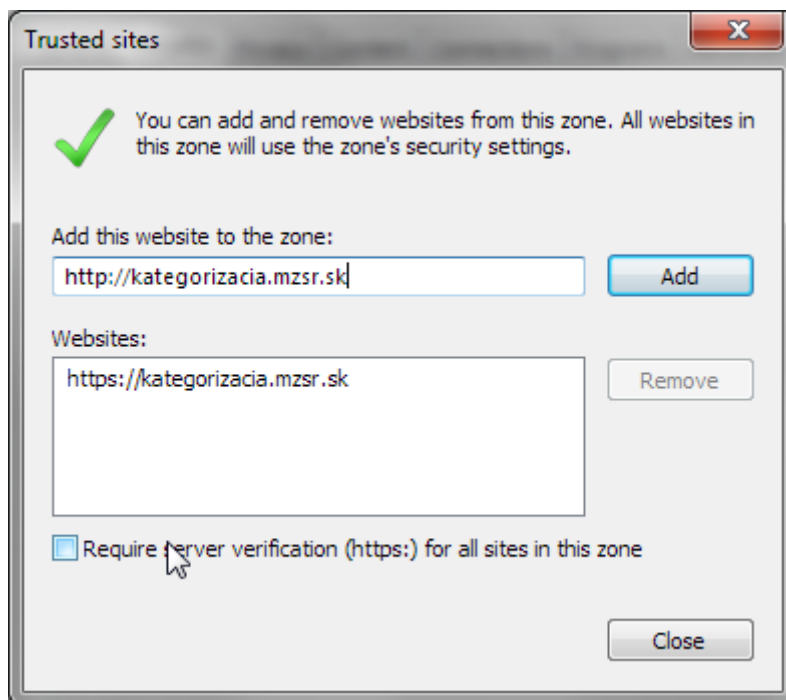 Trusted sites
You can add and remove websites from this zone. All websites in
this zone will use the zone's security settings.
Add this website to the zone:
http://kategorizacia.mzsr.sk
Add
Websites:
https://kategorizacia.mzsr.sk
Remove
Require server verification (https:) for all sites in this zone
Close